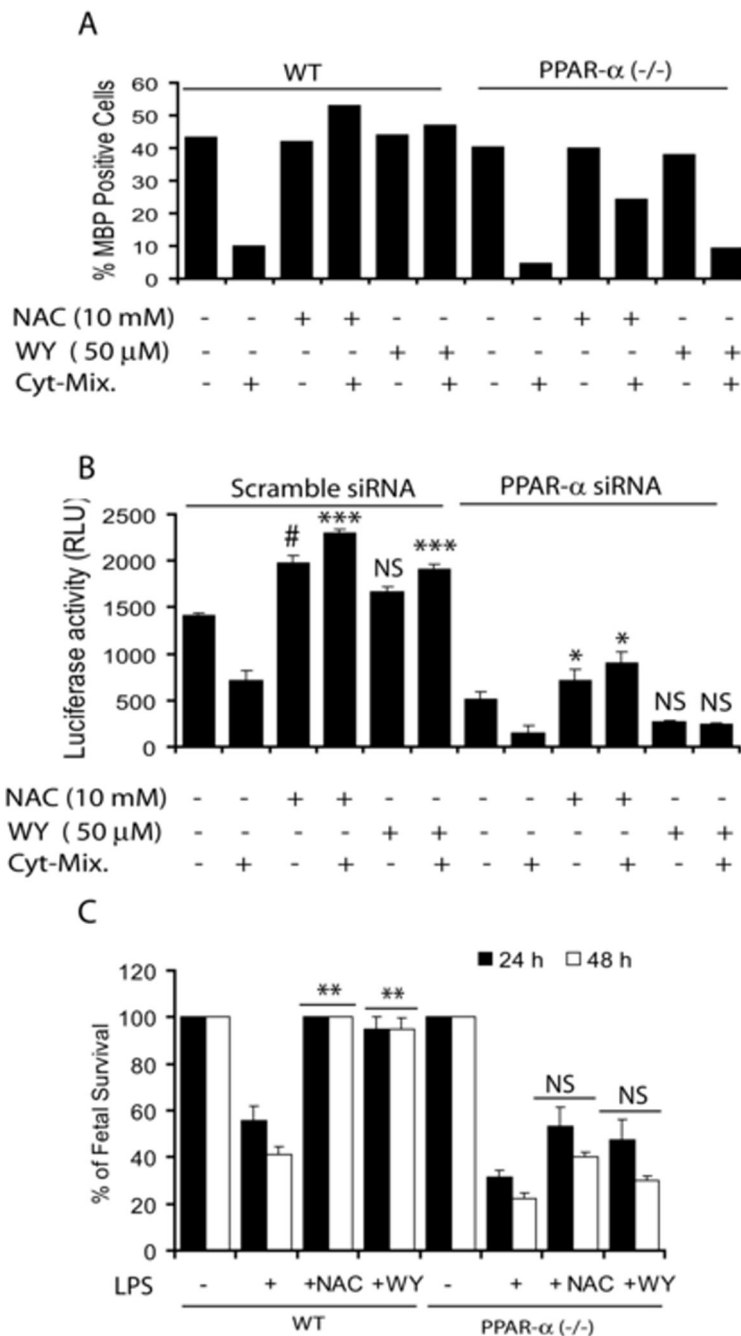 A
WT PPAR-α (-/-)
% MBP Positive Cells
60
50
40
30
20
10
0
NAC (10 mM) - - + + - - - - + + - -
WY ( 50 μM) - - - - + + - - - - + +
Cyt-Mix. - + - + - + - + - + - +
B
Scramble siRNA PPAR-α siRNA
Luciferase activity (RLU)
2500
2000
1500
1000
500
0
# *** NS *** * * NS NS
NAC (10 mM) - - + + - - - - + + - -
WY ( 50 μM) - - - - + + - - - - + +
Cyt-Mix. - + - + - + - + - + - +
C
24 h 48 h
% of Fetal Survival
120
100
80
60
40
20
0
** ** NS NS
LPS - + +NAC +WY - + + NAC +WY
WT PPAR-α (-/-)